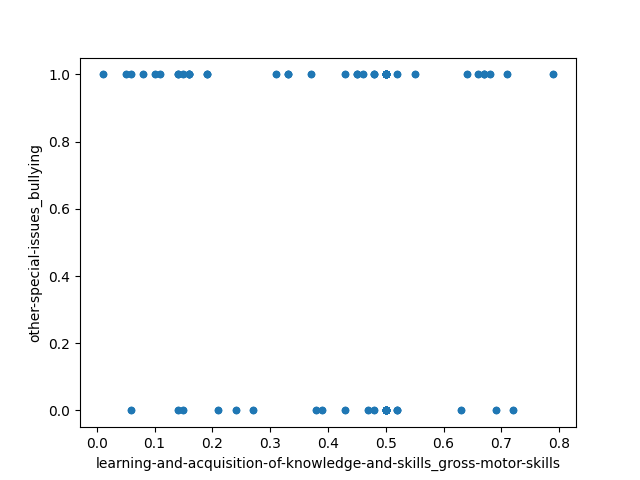 1.0
0.8
0.6
0.4
0.2
0.0
other-special-issues_bullying
0.0 0.1 0.2 0.3 0.4 0.5 0.6 0.7 0.8
learning-and-acquisition-of-knowledge-and-skills_gross-motor-skills